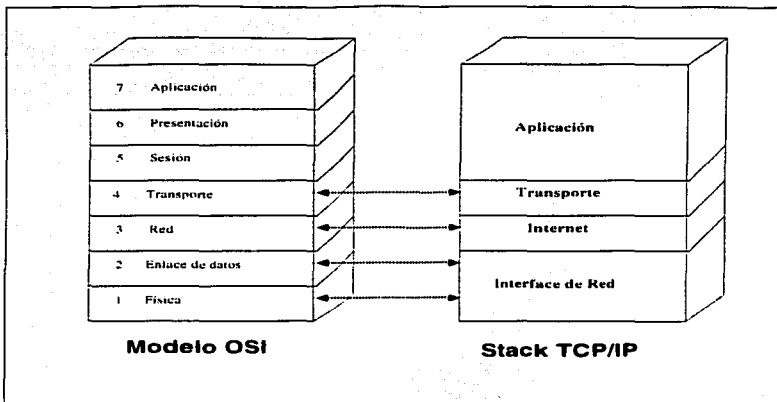 7 Aplicación
6 Presentación
5 Sesión
4 Transporte
3 Red
2 Enlace de datos
1 Física
Modelo OSI
Aplicación
Transporte
Internet
Interface de Red
Stack TCP/IP